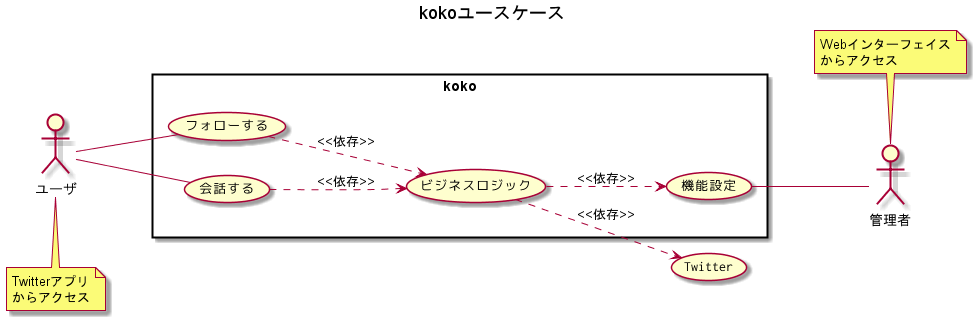 kokoユースケース
Webインターフェイス
からアクセス
koko
フォローする
<<依存>>
ユーザ
会話する
<<依存>>
ビジネスロジック
<<依存>>
機能設定
管理者
<<依存>>
Twitter
Twitterアプリ
からアクセス